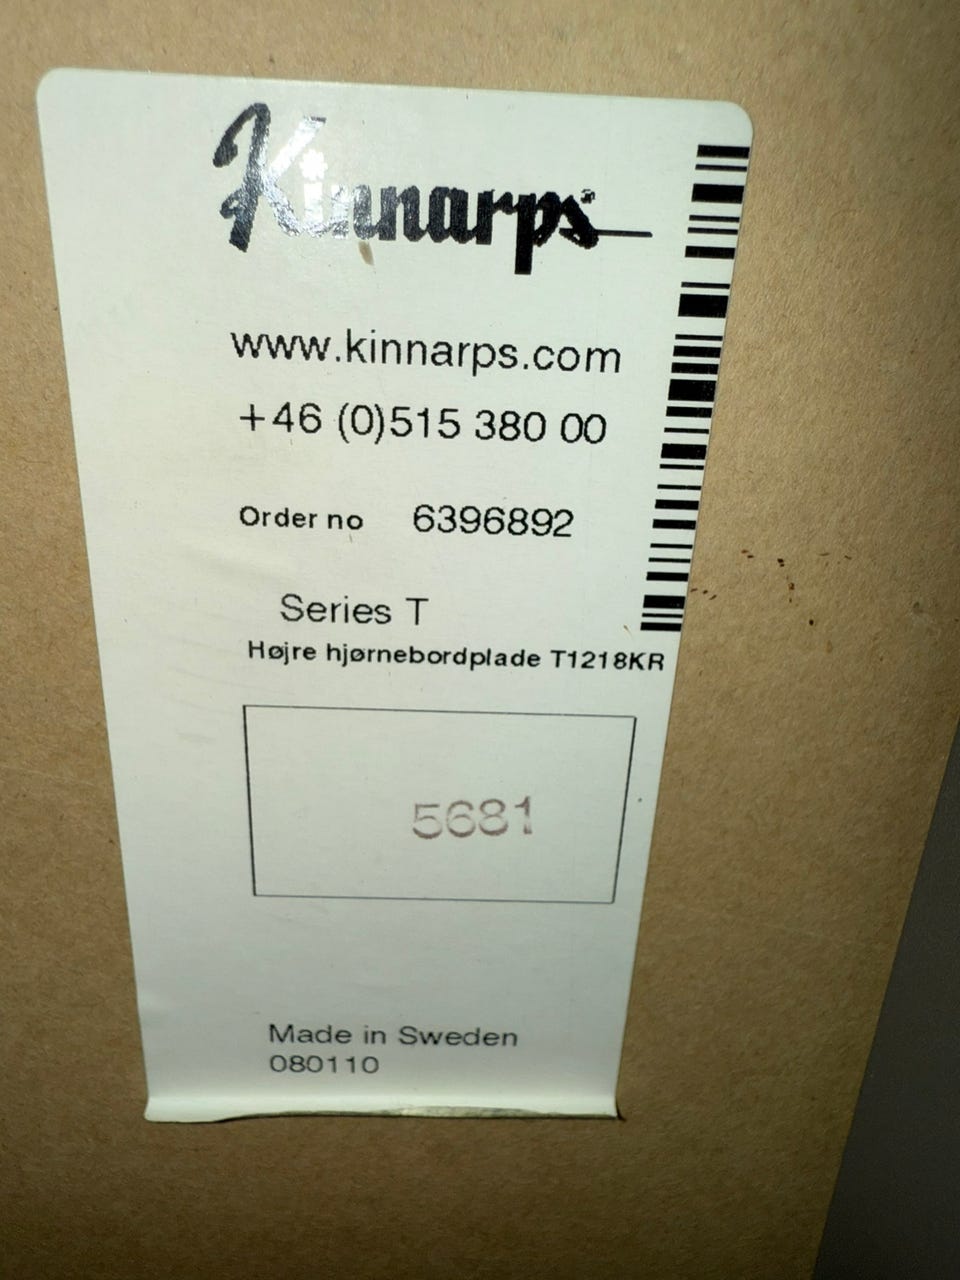 Kinnarps
www.kinnarps.com
+46 (0)515 380 00
Order no 6396892
Series T
Højre hjørnebordplade T1218KR
5681
Made in Sweden
080110